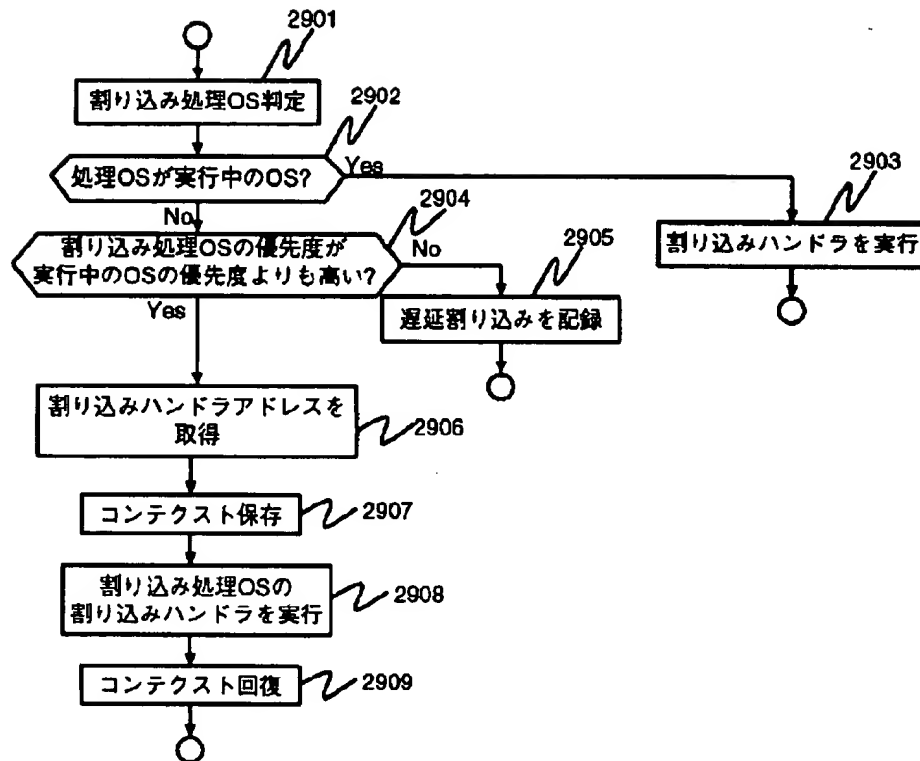 2901
割り込み処理OS判定
2902
処理OSが実行中のOS?
Yes
2903
割り込みハンドラを実行
No
2904
割り込み処理OSの優先度が
実行中のOSの優先度よりも高い?
No
2905
遅延割り込みを記録
Yes
割り込みハンドラアドレスを
取得
2906
コンテクスト保存
2907
割り込み処理OSの
割り込みハンドラを実行
2908
コンテクスト回復
2909